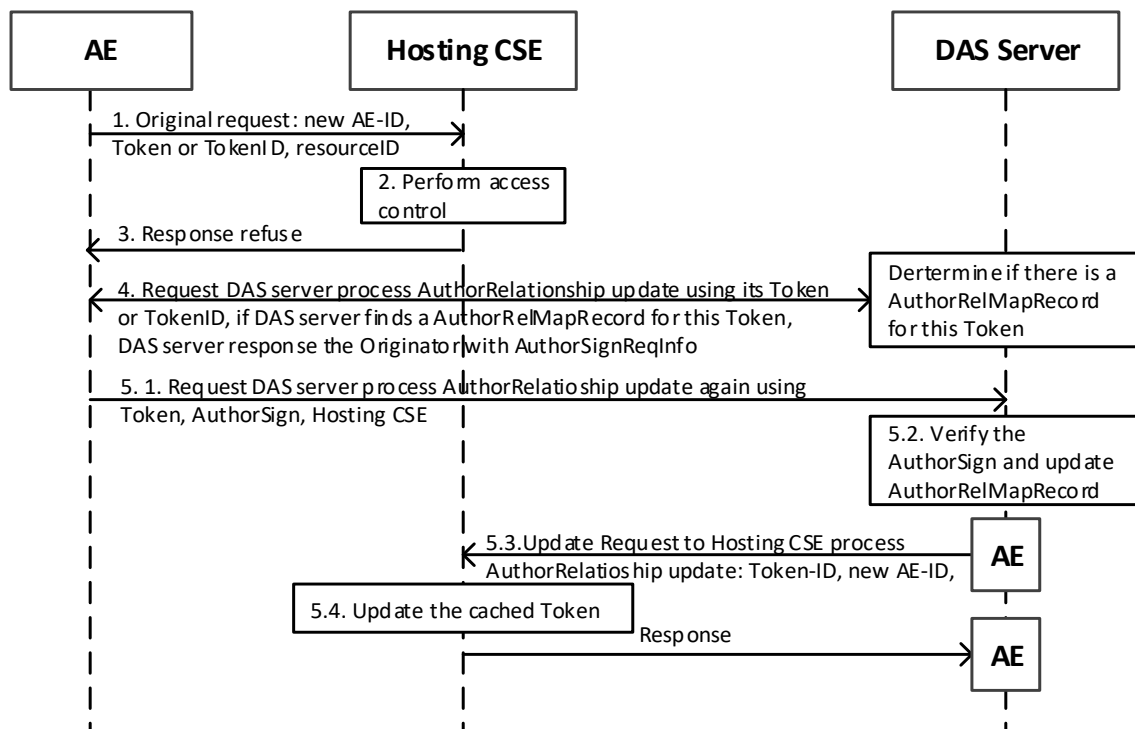 AE
Hosting CSE
DAS Server
1. Original request: new AE-ID,
Token or TokenID, resourceID
2. Perform access
control
3. Response refuse
4. Request DAS server process AuthorRelationship update using its Token
or TokenID, if DAS server finds a AuthorRelMapRecord for this Token,
DAS server response the Originator with AuthorSignReqInfo
Dertermine if there is a
AuthorRelMapRecord
for this Token
5. 1. Request DAS server process AuthorRelatioship update again using
Token, AuthorSign, Hosting CSE
5.2. Verify the
AuthorSign and update
AuthorRelMapRecord
5.3.Update Request to Hosting CSE process
AuthorRelatioship update: Token-ID, new AE-ID,
AE
5.4. Update the cached Token
Response
AE